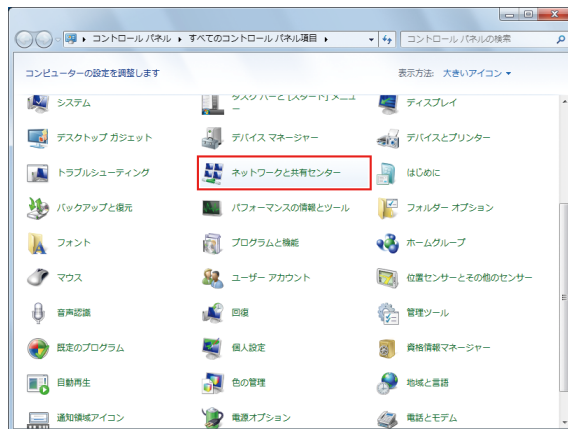 コントロール パネル ▸ すべてのコントロール パネル項目 ▸ コントロール パネルの検索
コンピューターの設定を調整します 表示方法: 大きいアイコン
システム タスク バーと [スタート] メニュー ディスプレイ
デスクトップ ガジェット デバイス マネージャー デバイスとプリンター
トラブルシューティング ネットワークと共有センター はじめに
バックアップと復元 パフォーマンスの情報とツール フォルダー オプション
フォント プログラムと機能 ホームグループ
マウス ユーザー アカウント 位置センサーとその他のセンサー
音声認識 回復 管理ツール
既定のプログラム 個人設定 資格情報マネージャー
自動再生 色の管理 地域と言語
通知領域アイコン 電源オプション 電話とモデム